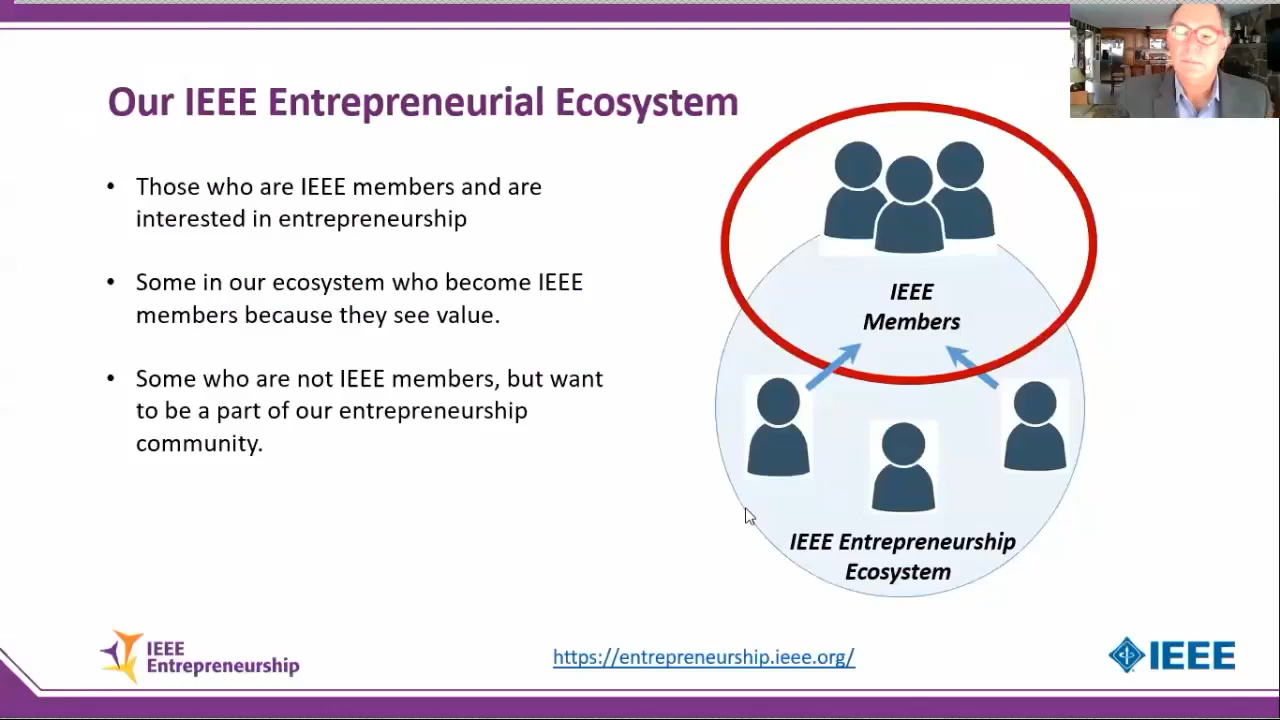 Our IEEE Entrepreneurial Ecosystem
• Those who are IEEE members and are
interested in entrepreneurship
• Some in our ecosystem who become IEEE
members because they see value.
• Some who are not IEEE members, but want
to be a part of our entrepreneurship
community.
IEEE
Members
IEEE Entrepreneurship
Ecosystem
IEEE
Entrepreneurship
https://entrepreneurship.ieee.org/
IEEE